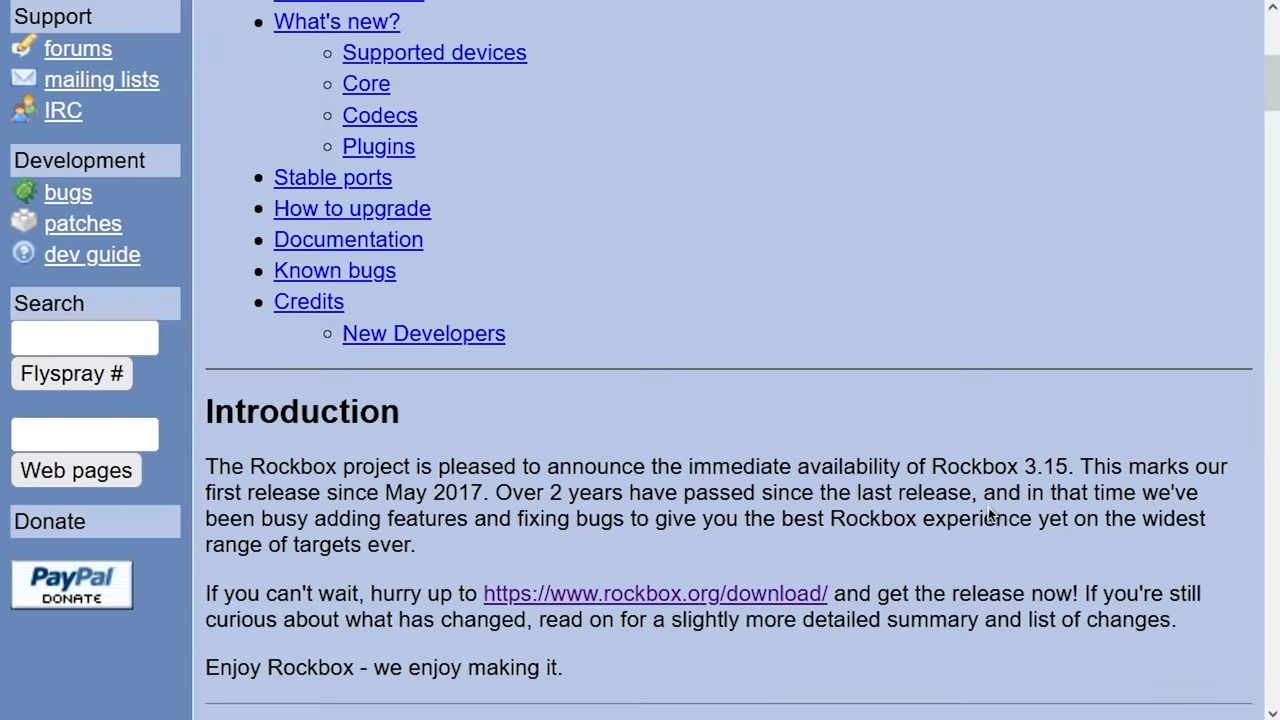 Support
forums
mailing lists
IRC
Development
bugs
patches
dev guide
Search
Flyspray #
Web pages
Donate
PayPal
DONATE
What's new?
Supported devices
Core
Codecs
Plugins
Stable ports
How to upgrade
Documentation
Known bugs
Credits
New Developers
Introduction
The Rockbox project is pleased to announce the immediate availability of Rockbox 3.15. This marks our
first release since May 2017. Over 2 years have passed since the last release, and in that time we've
been busy adding features and fixing bugs to give you the best Rockbox experience yet on the widest
range of targets ever.
If you can't wait, hurry up to https://www.rockbox.org/download/ and get the release now! If you're still
curious about what has changed, read on for a slightly more detailed summary and list of changes.
Enjoy Rockbox - we enjoy making it.